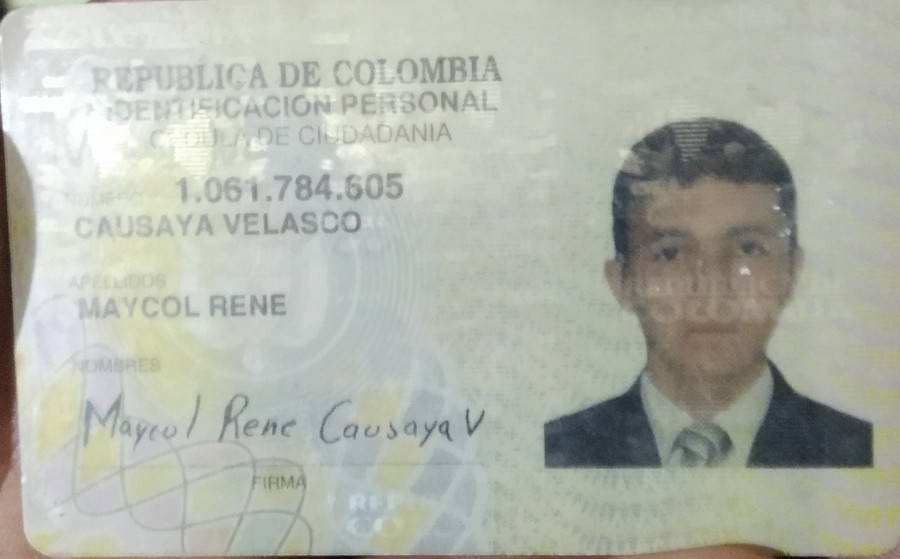 REPUBLICA DE COLOMBIA
IDENTIFICACION PERSONAL
CEDULA DE CIUDADANIA
NUMERO 1.061.784.605
CAUSAYA VELASCO
APELLIDOS
MAYCOL RENE
NOMBRES
Maycol Rene Causaya V
FIRMA